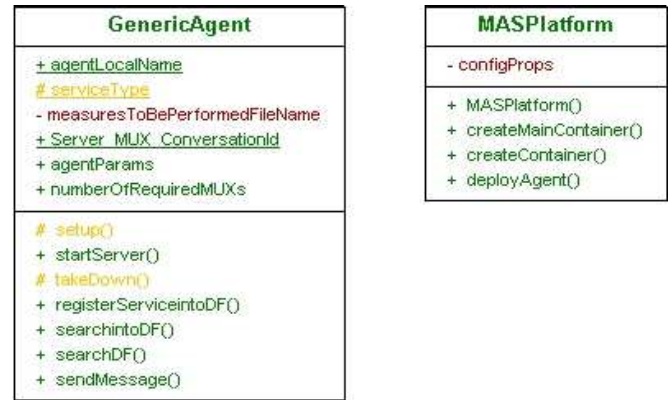 GenericAgent
+ agentLocalName
# serviceType
- measuresToBePerformedFileName
+ Server_MUX_ConversationId
+ agentParams
+ numberOfRequiredMUXs
# setup()
+ startServer()
# takeDown()
+ registerServiceintoDF()
+ searchintoDF()
+ searchDF()
+ sendMessage()
MASPlatform
- configProps
+ MASPlatform()
+ createMainContainer()
+ createContainer()
+ deployAgent()